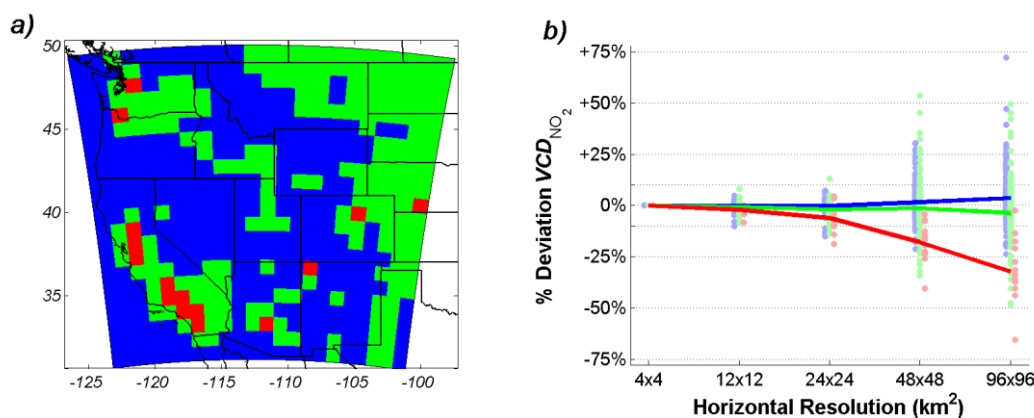 a)
50
45
40
35
-125
-120
-115
-110
-105
-100
b)
% Deviation VCD_NO2
+75%
+50%
+25%
0%
-25%
-50%
-75%
4x4
12x12
24x24
48x48
96x96
Horizontal Resolution (km²)